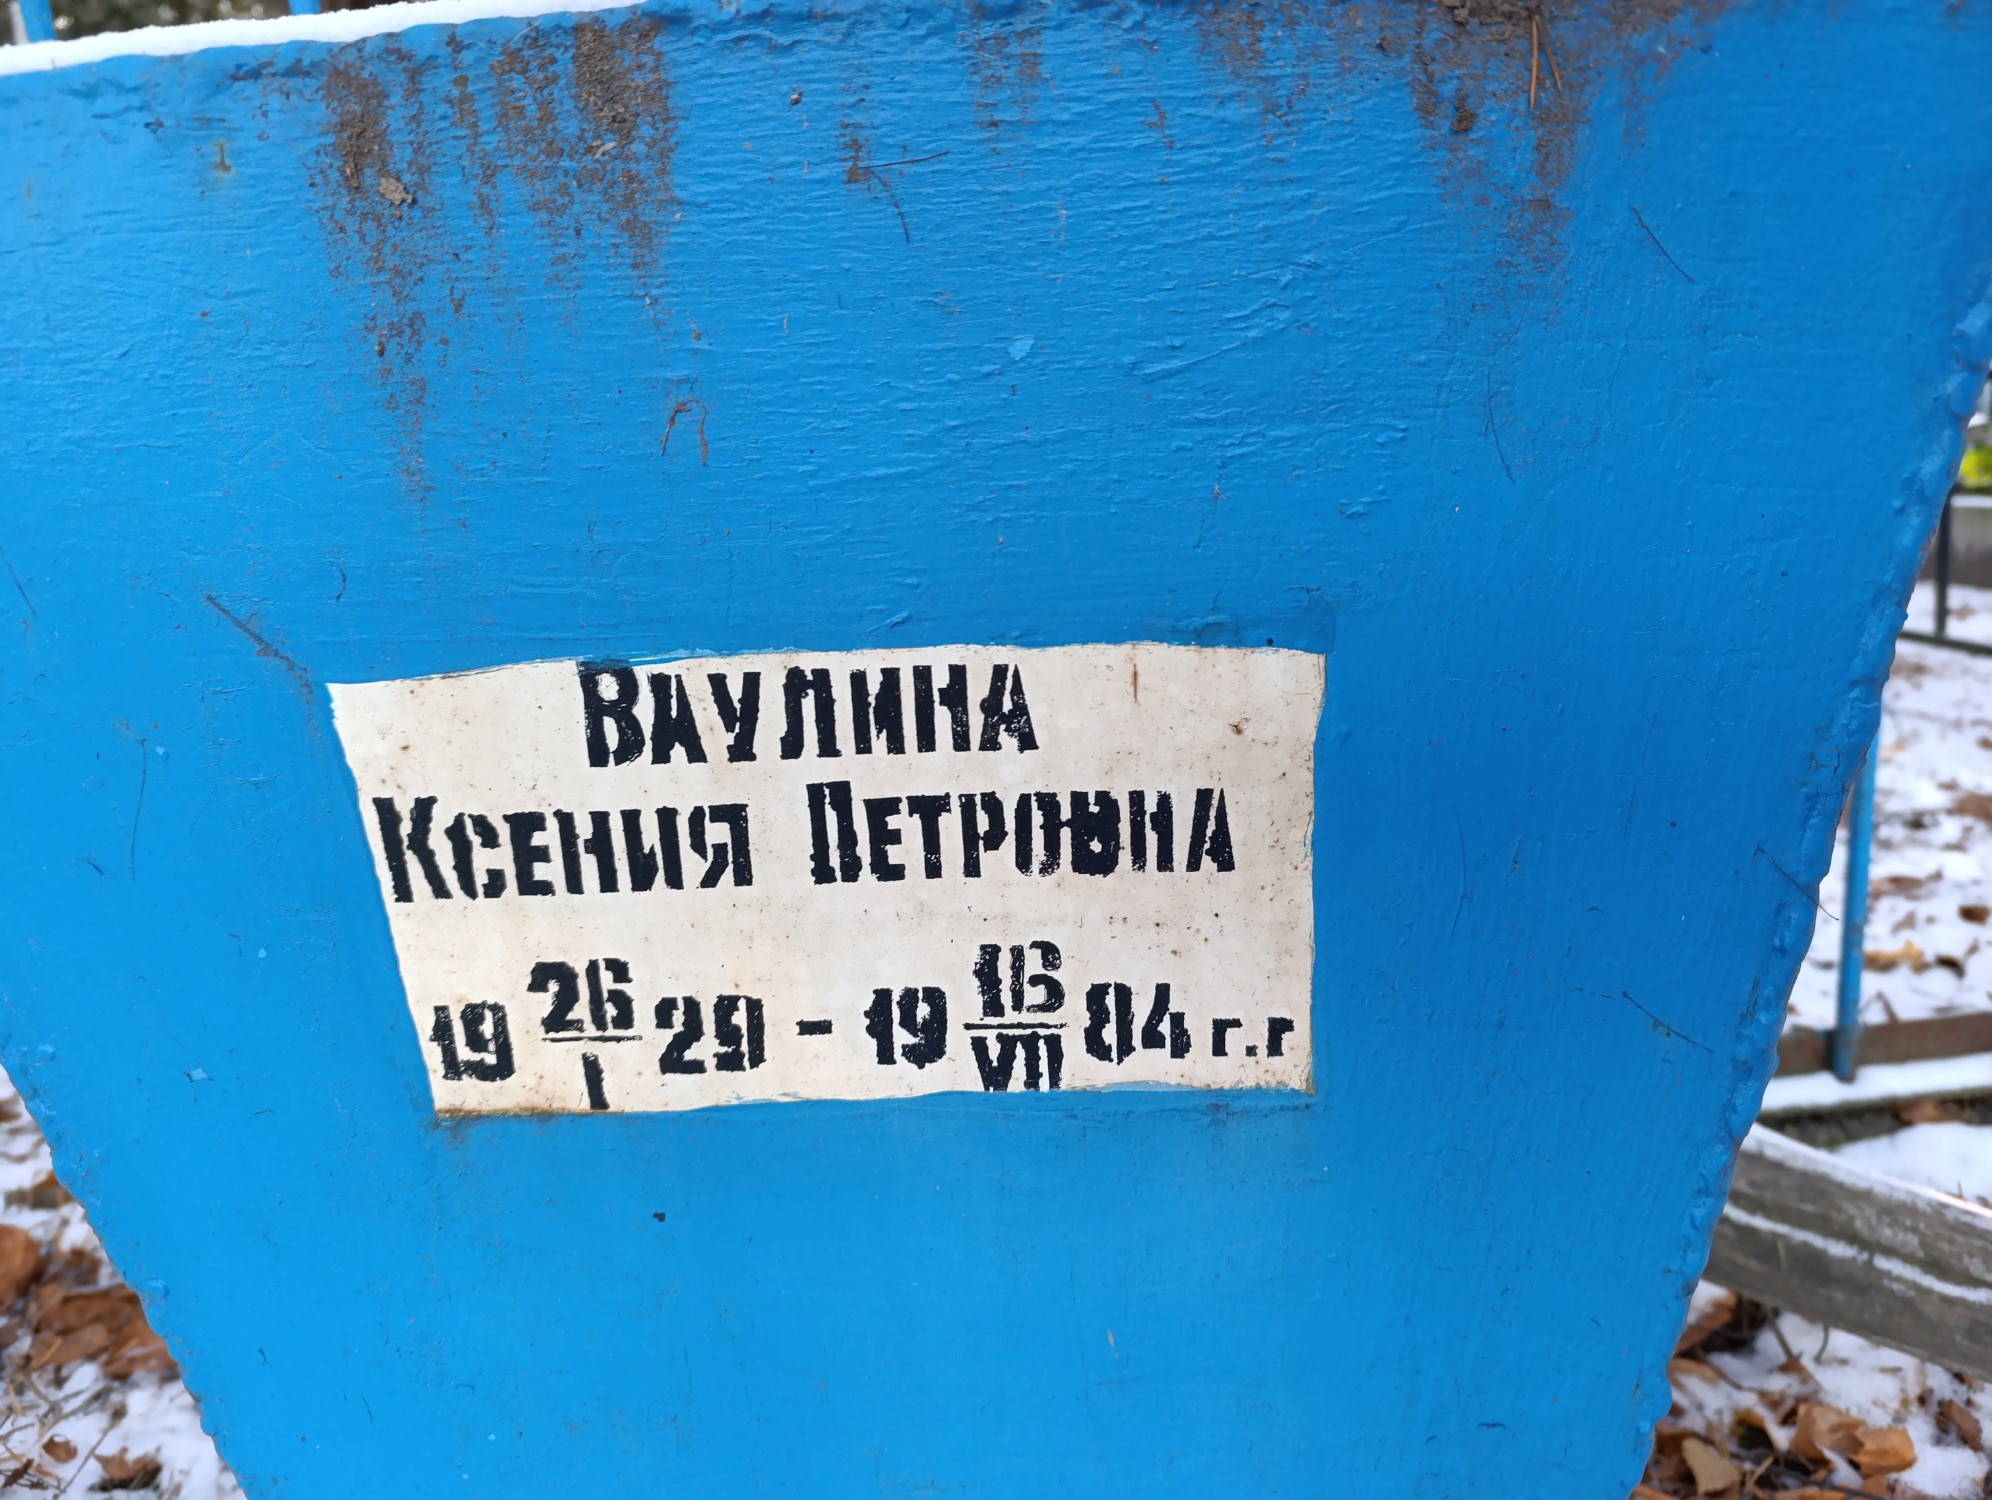 Ваулина
Ксения Петровна
19 26/I 29 - 19 16/VII 84 г.г